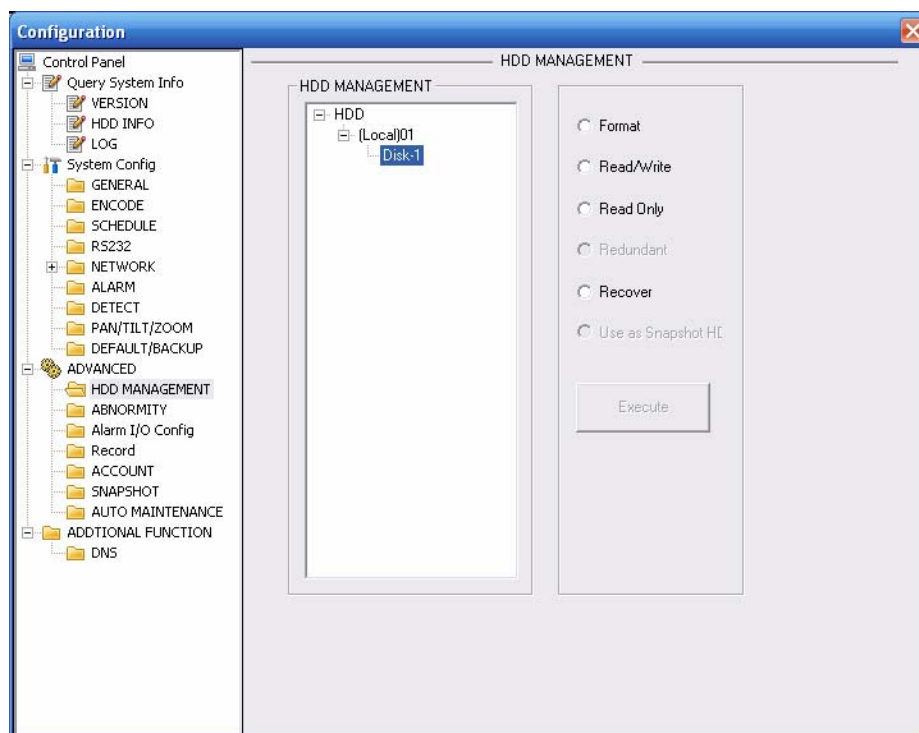 Configuration
Control Panel
Query System Info
VERSION
HDD INFO
LOG
System Config
GENERAL
ENCODE
SCHEDULE
RS232
NETWORK
ALARM
DETECT
PAN/TILT/ZOOM
DEFAULT/BACKUP
ADVANCED
HDD MANAGEMENT
ABNORMITY
Alarm I/O Config
Record
ACCOUNT
SNAPSHOT
AUTO MAINTENANCE
ADDTIONAL FUNCTION
DNS
HDD MANAGEMENT
HDD MANAGEMENT
HDD
(Local)01
Disk-1
Format
Read/Write
Read Only
Redundant
Recover
Use as Snapshot HD
Execute